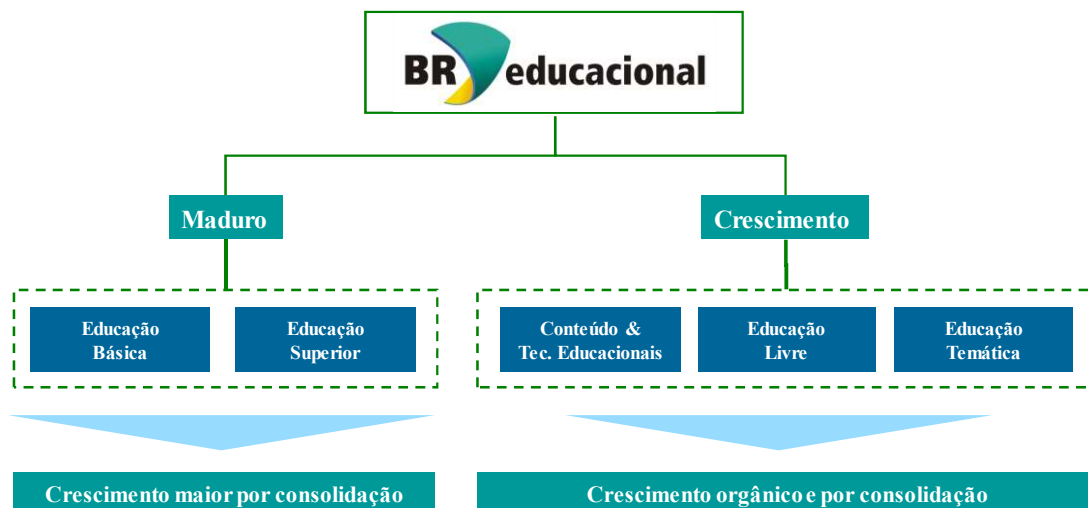 BR educacional
Maduro
Crescimento
Educação
Básica
Educação
Superior
Conteúdo &
Tec. Educacionais
Educação
Livre
Educação
Temática
Crescimento maior por consolidação
Crescimento orgânico e por consolidação